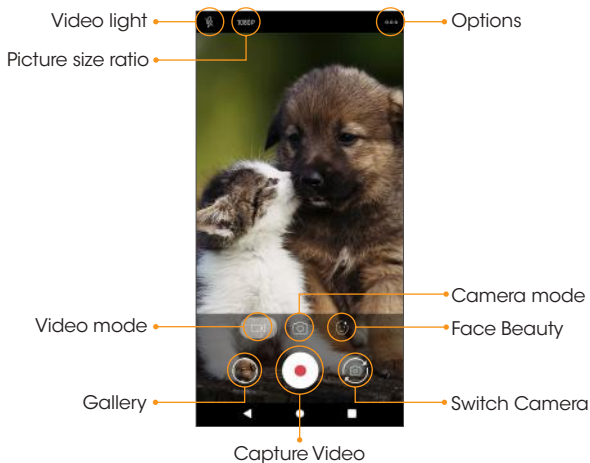 Video light
Options
1080P
Picture size ratio
Camera mode
Video mode
Face Beauty
Gallery
Switch Camera
Capture Video